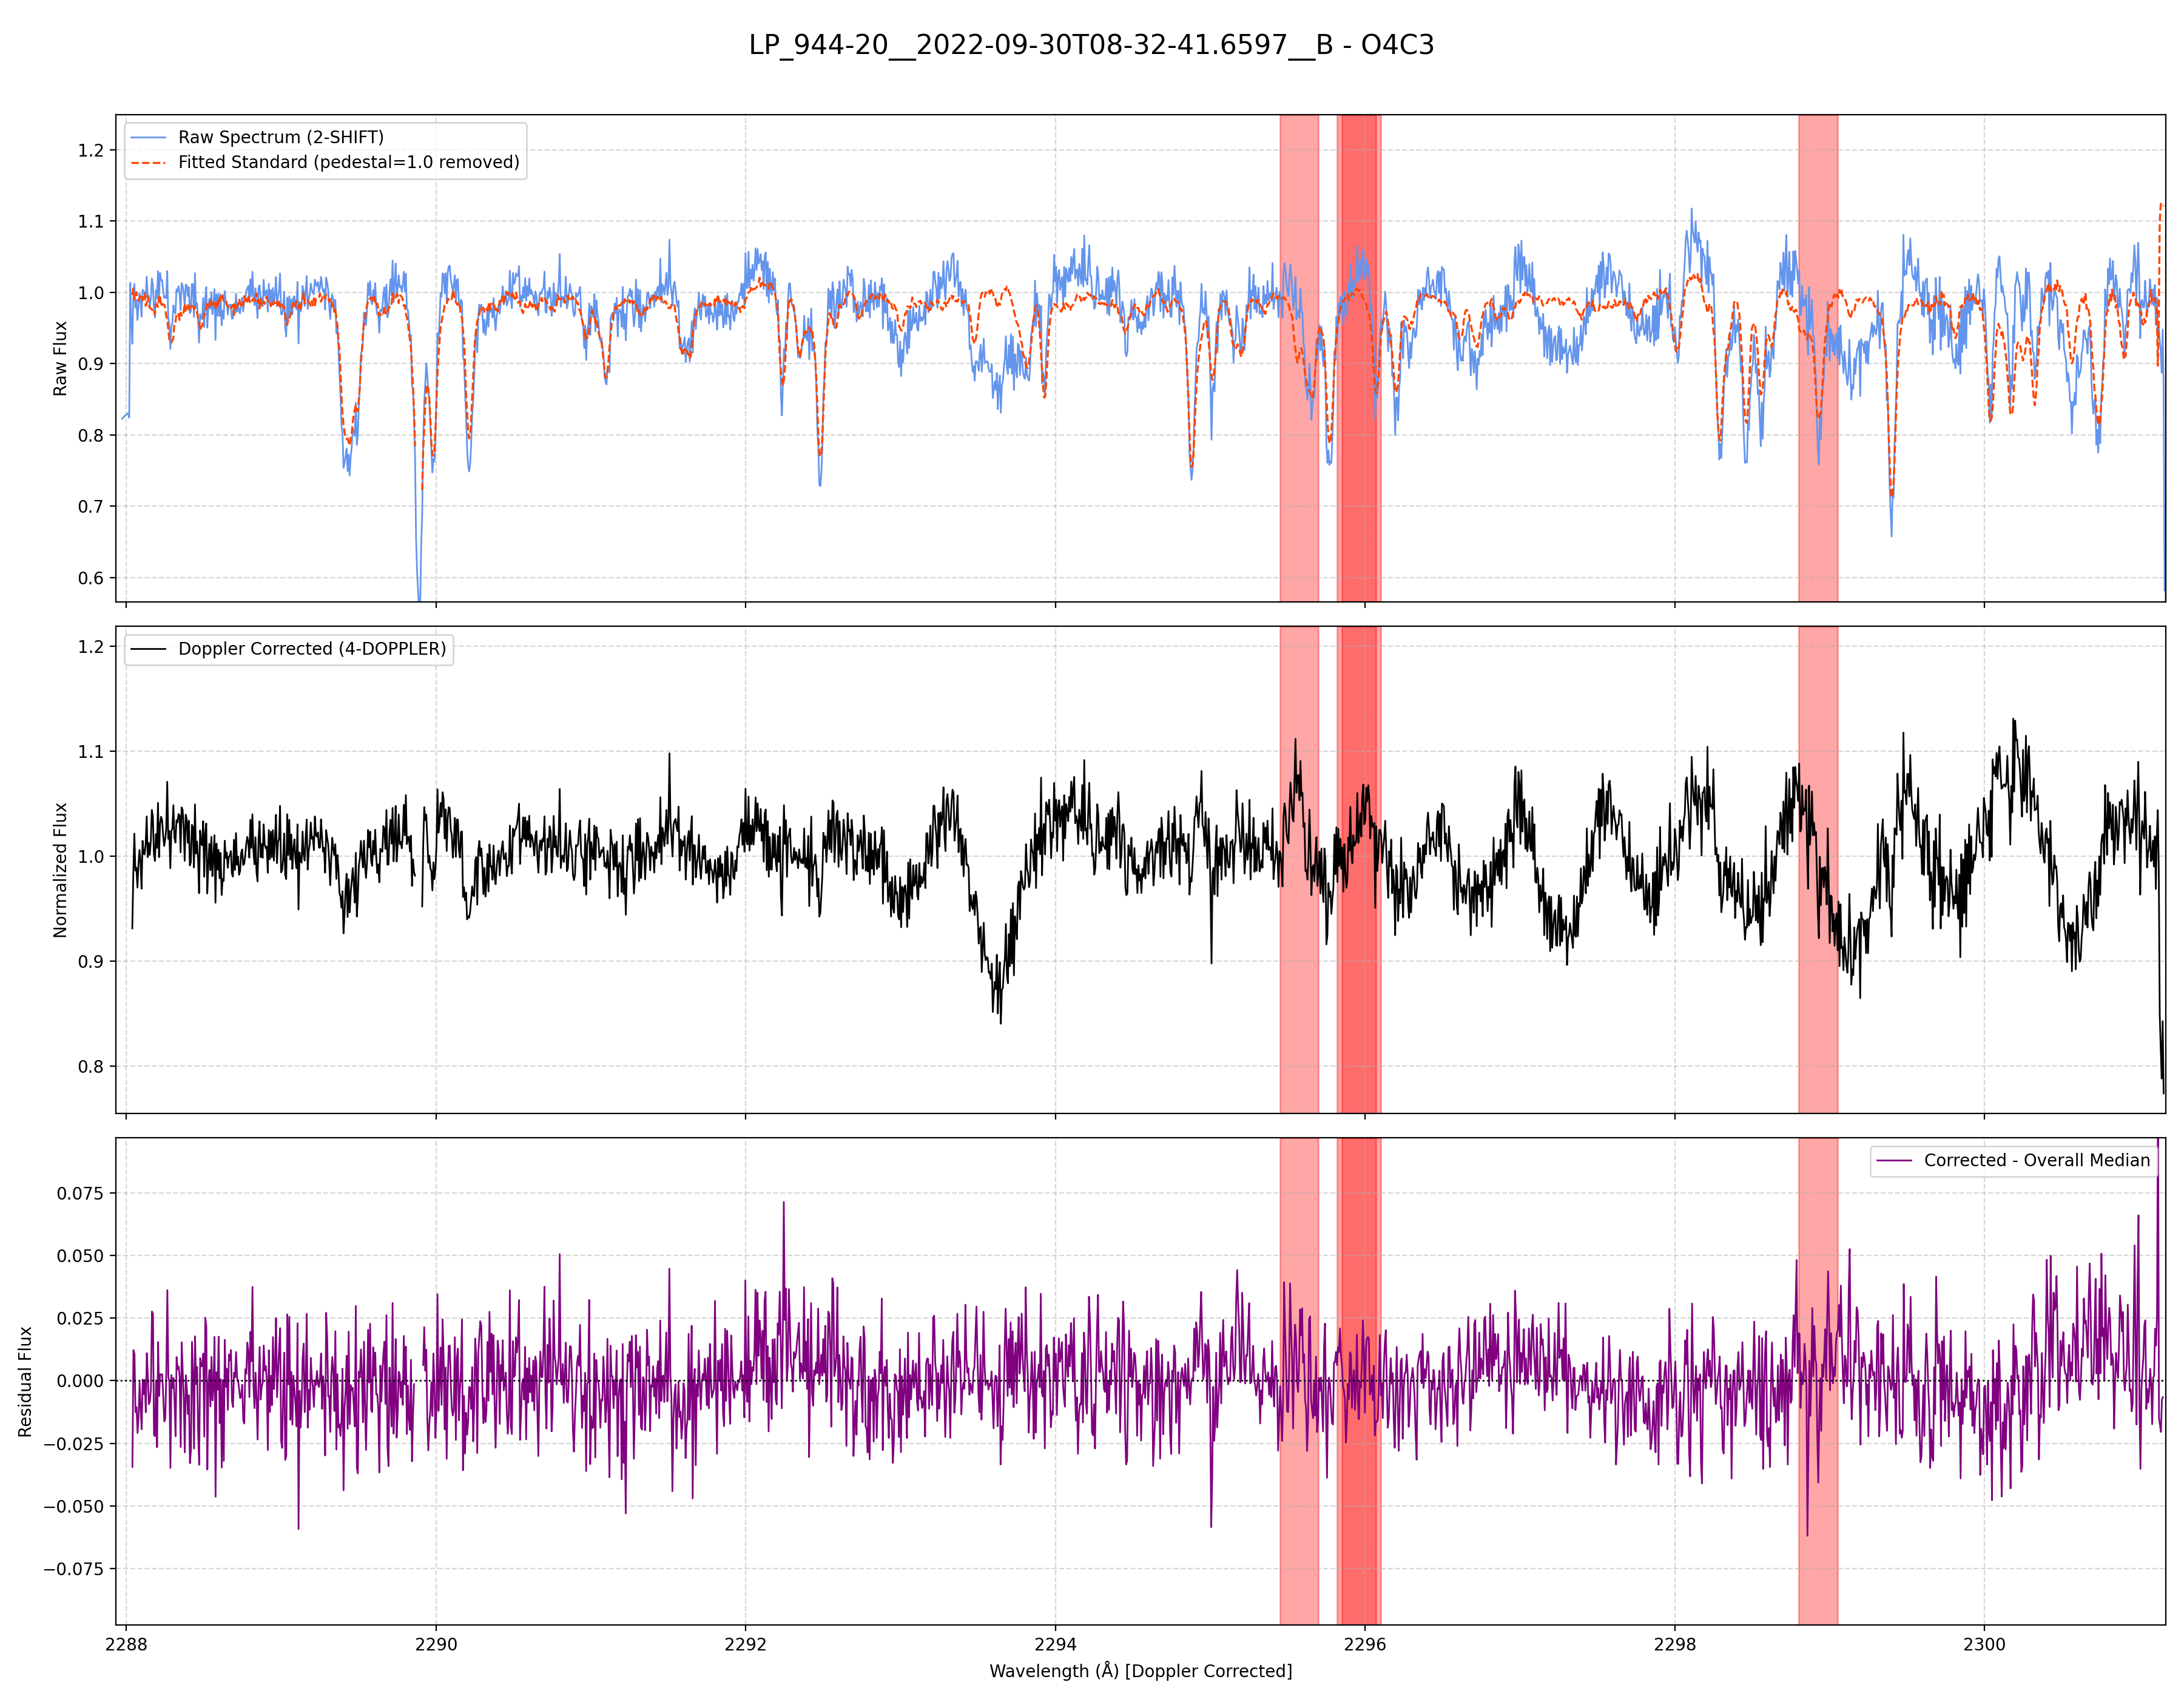 LP_944-20__2022-09-30T08-32-41.6597__B - O4C3
Raw Spectrum (2-SHIFT)
Fitted Standard (pedestal=1.0 removed)
1.2
1.1
1.0
0.9
0.8
0.7
0.6
Raw Flux
Doppler Corrected (4-DOPPLER)
1.2
1.1
1.0
0.9
0.8
Normalized Flux
Corrected - Overall Median
0.075
0.050
0.025
0.000
−0.025
−0.050
−0.075
Residual Flux
2288 2290 2292 2294 2296 2298 2300
Wavelength (Å) [Doppler Corrected]